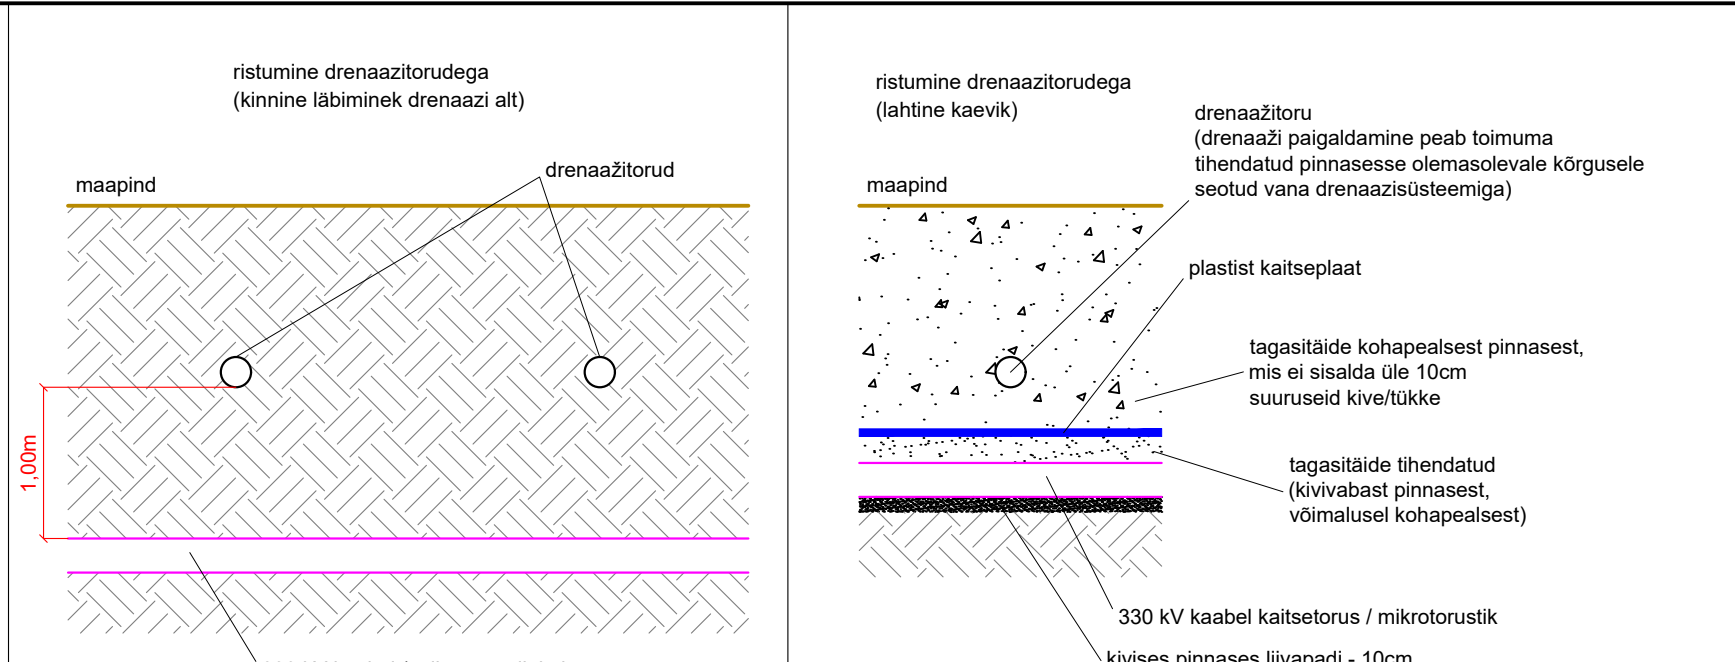 ristumine drenaazitorudega
(kinnine läbiminek drenaazi alt)
maapind
drenaažitorud
1,00m
ristumine drenaazitorudega
(lahtine kaevik)
maapind
drenaažitoru
(drenaaži paigaldamine peab toimuma
tihendatud pinnasesse olemasolevale kõrgusele
seotud vana drenaazisüsteemiga)
plastist kaitseplaat
tagasitäide kohapealsest pinnasest,
mis ei sisalda üle 10cm
suuruseid kive/tükke
tagasitäide tihendatud
(kivivabast pinnasest,
võimalusel kohapealsest)
330 kV kaabel kaitsetorus / mikrotorustik
kivises pinnases liivapadi - 10cm